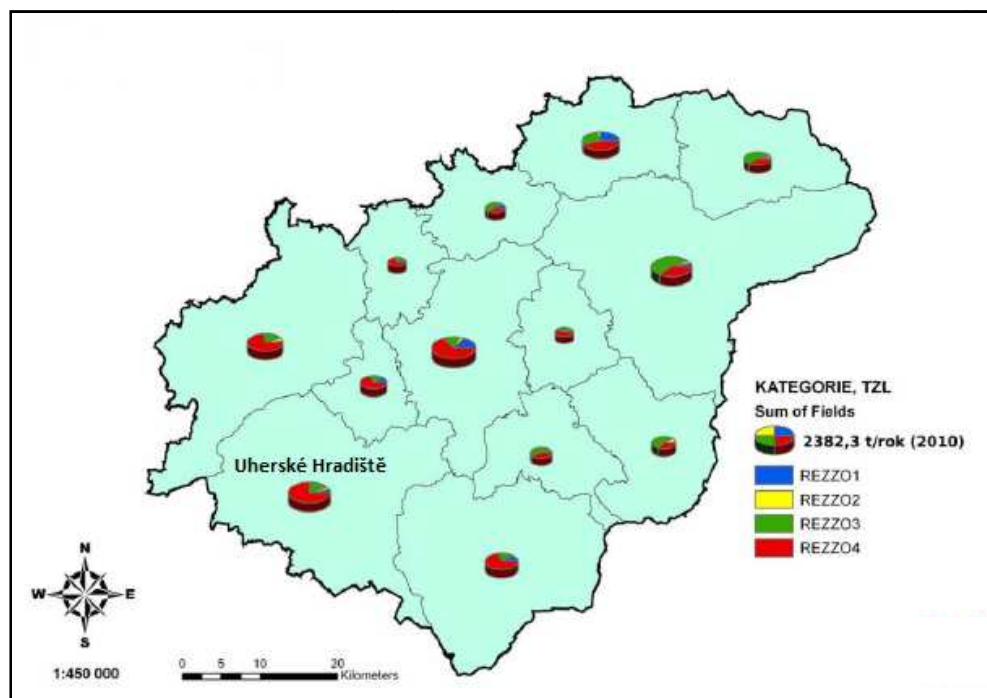 Uherské Hradiště
KATEGORIE, TZL
Sum of Fields
2382,3 t/rok (2010)
REZZO1
REZZO2
REZZO3
REZZO4
N
W E
S
1:450 000
0 5 10 20
Kilometers